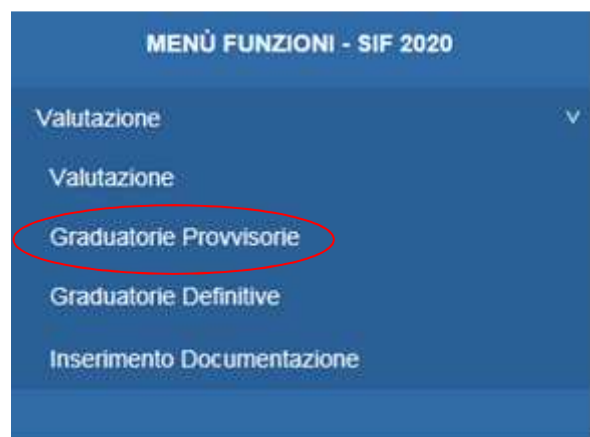 MENÙ FUNZIONI - SIF 2020
Valutazione
Valutazione
Graduatorie Provvisorie
Graduatorie Definitive
Inserimento Documentazione